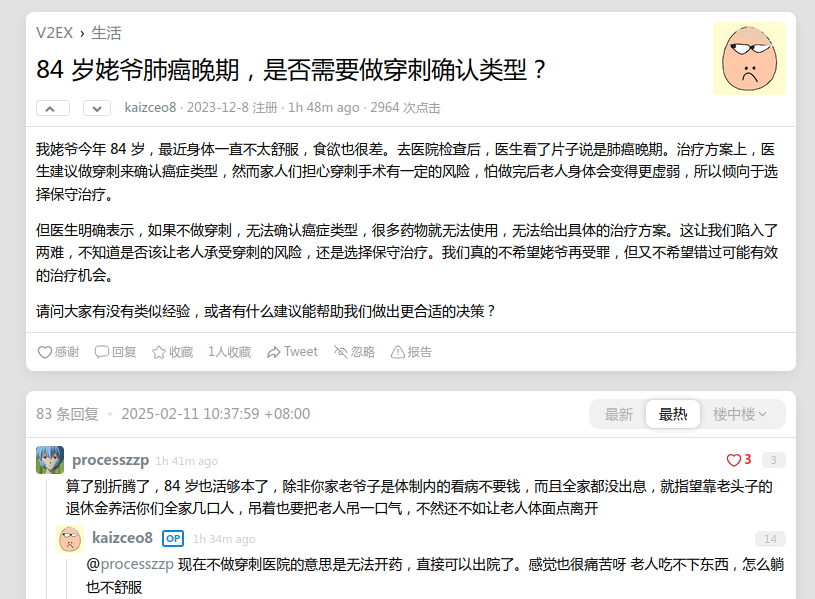 V2EX › 生活
84 岁姥爷肺癌晚期，是否需要做穿刺确认类型？
kaizceo8 · 2023-12-8 注册 · 1h 48m ago · 2964 次点击
我姥爷今年 84 岁，最近身体一直不太舒服，食欲也很差。去医院检查后，医生看了片子说是肺癌晚期。治疗方案上，医
生建议做穿刺来确认癌症类型，然而家人们担心穿刺手术有一定的风险，怕做完后老人身体会变得更虚弱，所以倾向于选
择保守治疗。
但医生明确表示，如果不做穿刺，无法确认癌症类型，很多药物就无法使用，无法给出具体的治疗方案。这让我们陷入了
两难，不知道是否该让老人承受穿刺的风险，还是选择保守治疗。我们真的不希望姥爷再受罪，但又不希望错过可能有效
的治疗机会。
请问大家有没有类似经验，或者有什么建议能帮助我们做出更合适的决策？
感谢 回复 收藏 1人收藏 Tweet 忽略 报告
83 条回复 • 2025-02-11 10:37:59 +08:00 最新 最热 楼中楼
processzzp 1h 41m ago 3 3
算了别折腾了，84 岁也活够本了，除非你家老爷子是体制内的看病不要钱，而且全家都没出息，就指望靠老头子的
退休金养活你们全家几口人，吊着也要把老人吊一口气，不然还不如让老人体面点离开
kaizceo8 OP 1h 34m ago 14
@processzzp 现在不做穿刺医院的意思是无法开药，直接可以出院了。感觉也很痛苦呀 老人吃不下东西，怎么躺
也不舒服